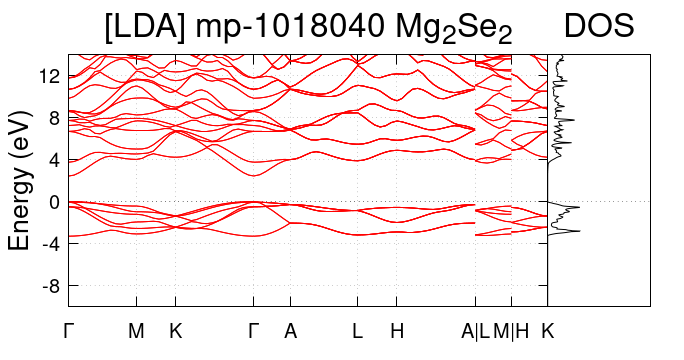 [LDA] mp-1018040 Mg₂Se₂ DOS
Energy (eV)
12
8
4
0
-4
-8
Γ M K Γ A L H A|L M|H K